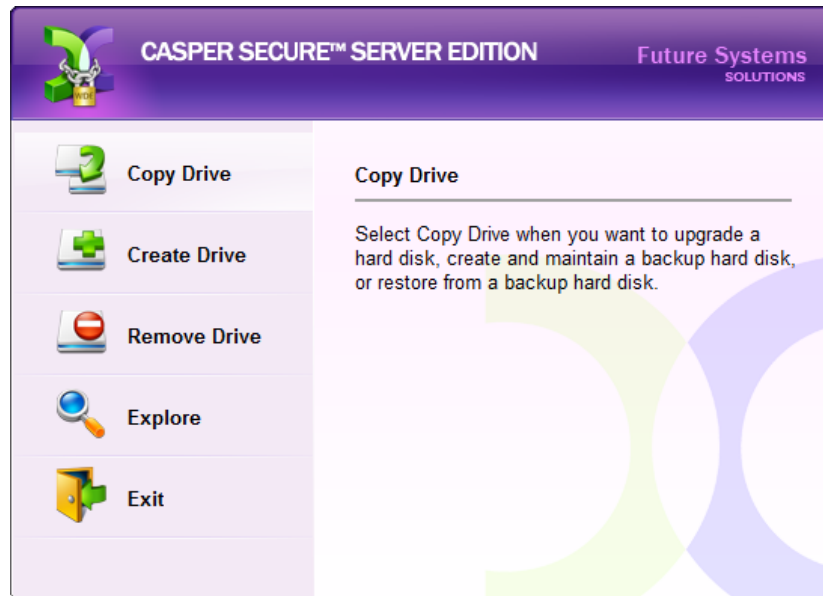 CASPER SECURE™ SERVER EDITION
Future Systems
SOLUTIONS
WDE
Copy Drive
Create Drive
Remove Drive
Explore
Exit
Copy Drive
Select Copy Drive when you want to upgrade a
hard disk, create and maintain a backup hard disk,
or restore from a backup hard disk.